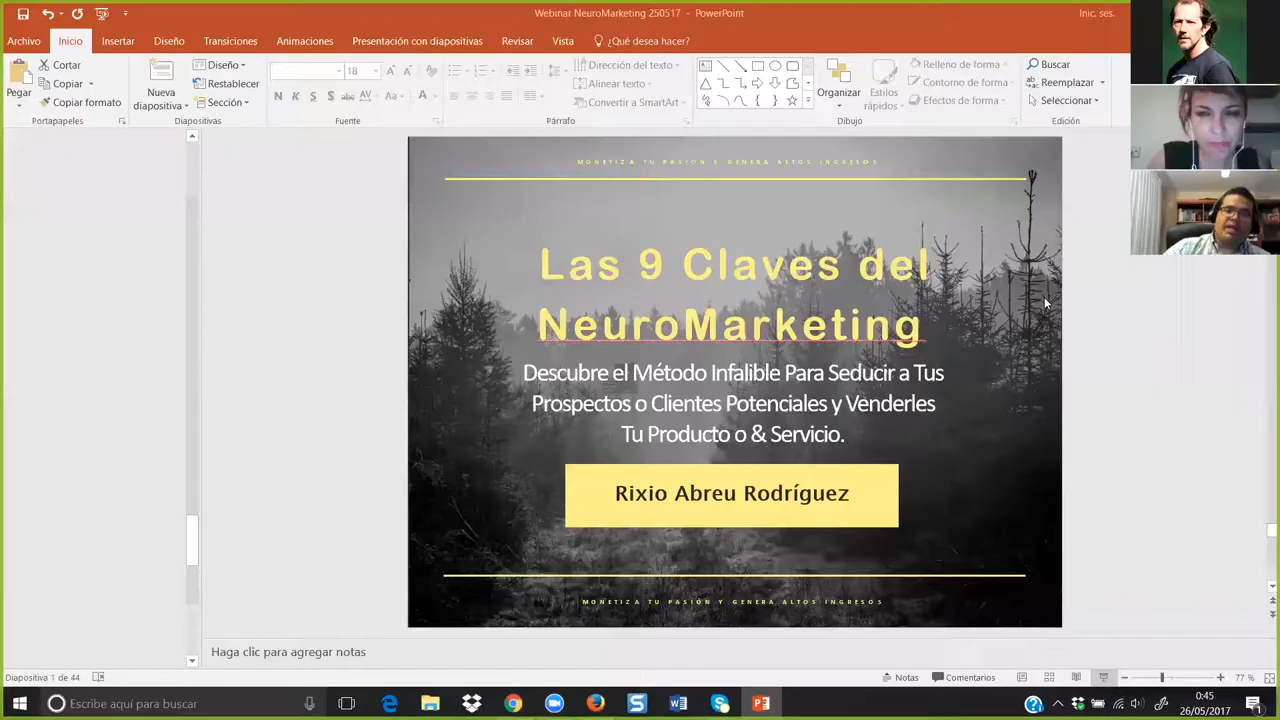 Webinar NeuroMarketing 250517 - PowerPoint
Inic. ses.
Archivo Inicio Insertar Diseño Transiciones Animaciones Presentación con diapositivas Revisar Vista ¿Qué desea hacer?
Pegar
Cortar
Copiar
Copiar formato
Portapapeles
Nueva
diapositiva
Diseño
Restablecer
Sección
Diapositivas
18
N K S S abc AV Aa A
Fuente
Dirección del texto
Alinear texto
Convertir a SmartArt
Párrafo
Organizar
Estilos
rápidos
Relleno de forma
Contorno de forma
Efectos de forma
Dibujo
Buscar
Reemplazar
Seleccionar
Edición
MONETIZA TU PASIÓN E GENERA ALTOS INGRESOS
Las 9 Claves del
NeuroMarketing
Descubre el Método Infalible Para Seducir a Tus
Prospectos o Clientes Potenciales y Venderles
Tu Producto o & Servicio.
Rixio Abreu Rodríguez
MONETIZA TU PASIÓN Y GENERA ALTOS INGRESOS
Haga clic para agregar notas
Diapositiva 1 de 44
Notas
Comentarios
77 %
Escribe aquí para buscar
0:45
26/05/2017